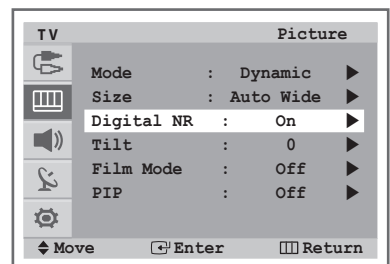 TV Picture
Mode : Dynamic
Size : Auto Wide
Digital NR : On
Tilt : 0
Film Mode : Off
PIP : Off
Move Enter Return